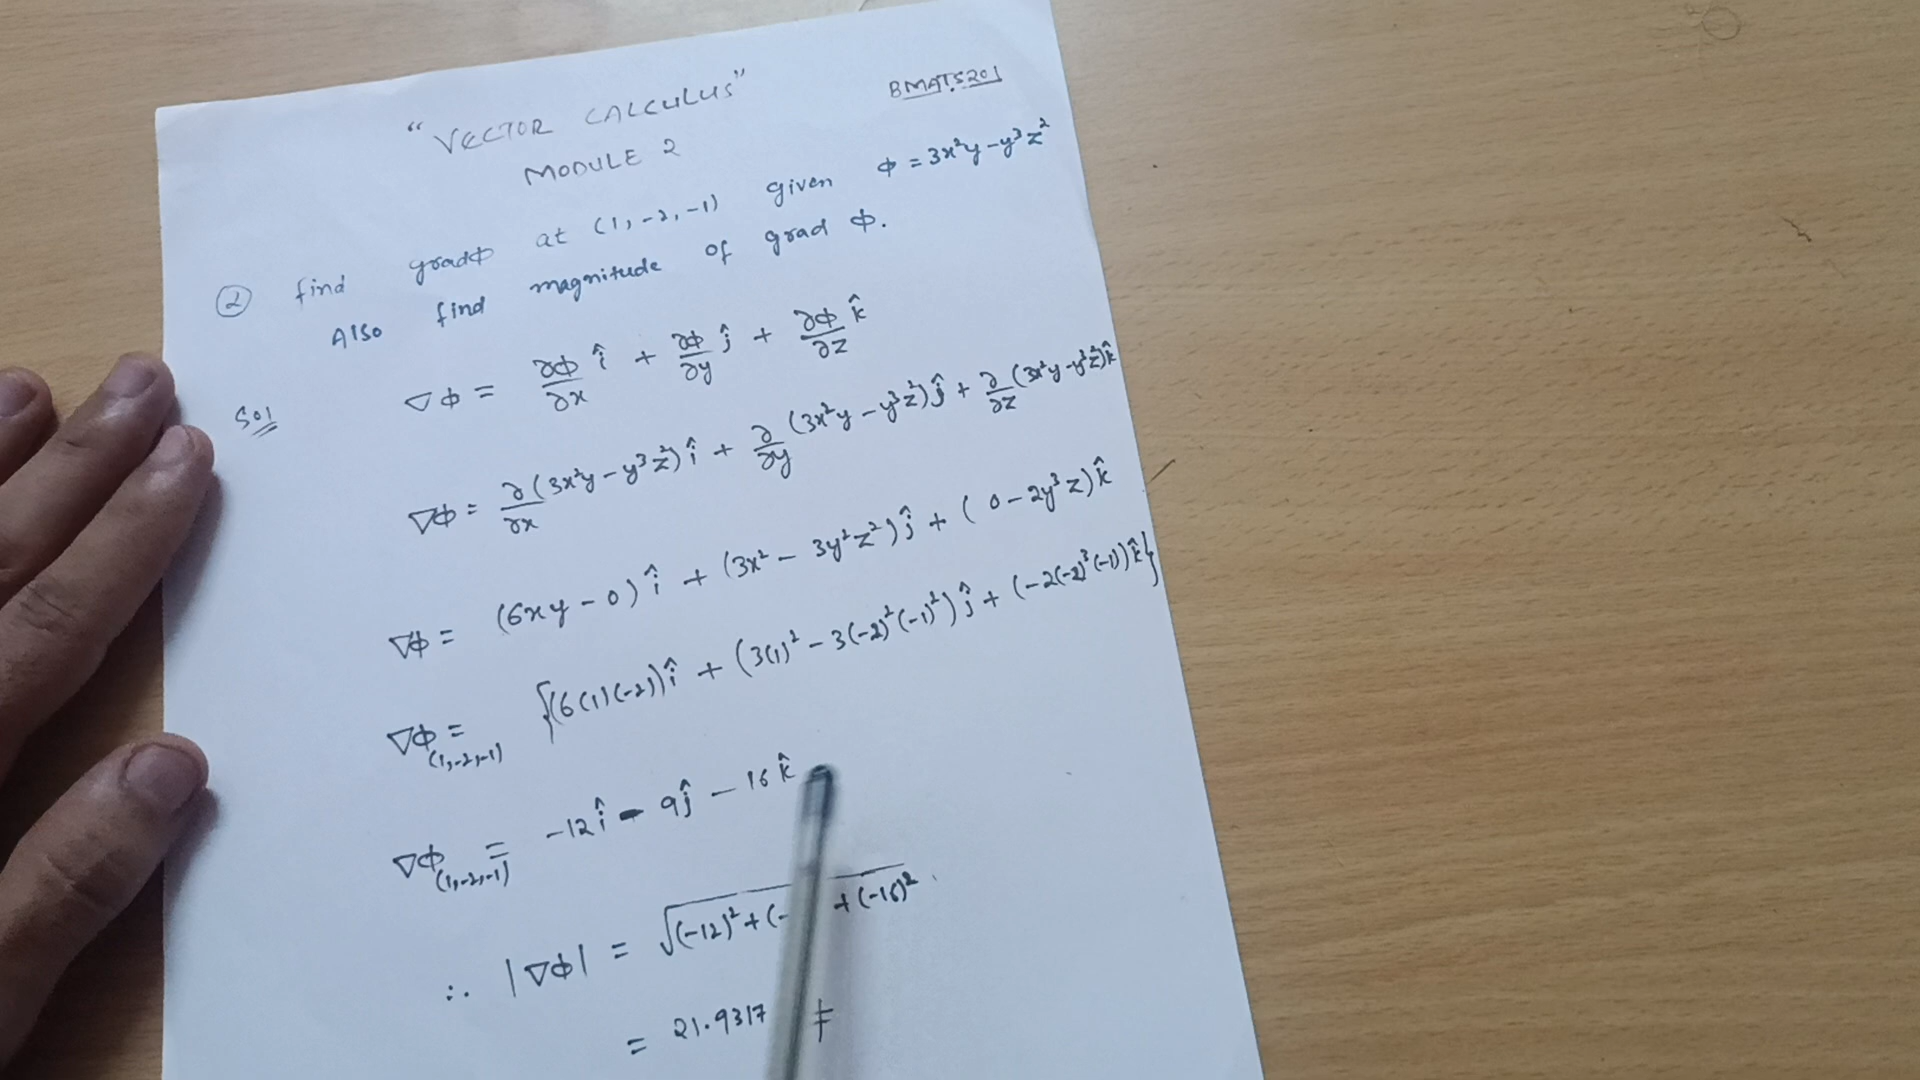 BMATS201
"VECTOR CALCULUS"
MODULE 2
② find gradϕ at (1,-2,-1) given ϕ = 3x²y-y³z²
Also find magnitude of grad ϕ.
Sol ∇ϕ = ∂ϕ/∂x î + ∂ϕ/∂y ĵ + ∂ϕ/∂z k̂
∇ϕ = ∂/∂x (3x²y-y³z²) î + ∂/∂y (3x²y-y³z²) ĵ + ∂/∂z (3x²y-y³z²) k̂
∇ϕ = (6xy-0) î + (3x²-3y²z²) ĵ + (0-2y³z) k̂
∇ϕ(1,-2,-1) = {(6(1)(-2)) î + (3(1)²-3(-2)²(-1)²) ĵ + (-2(-2)³(-1)) k̂}
∇ϕ(1,-2,-1) = -12î - 9ĵ - 16k̂
∴ |∇ϕ| = √(-12)²+(- +(-16)²
= 21.9317